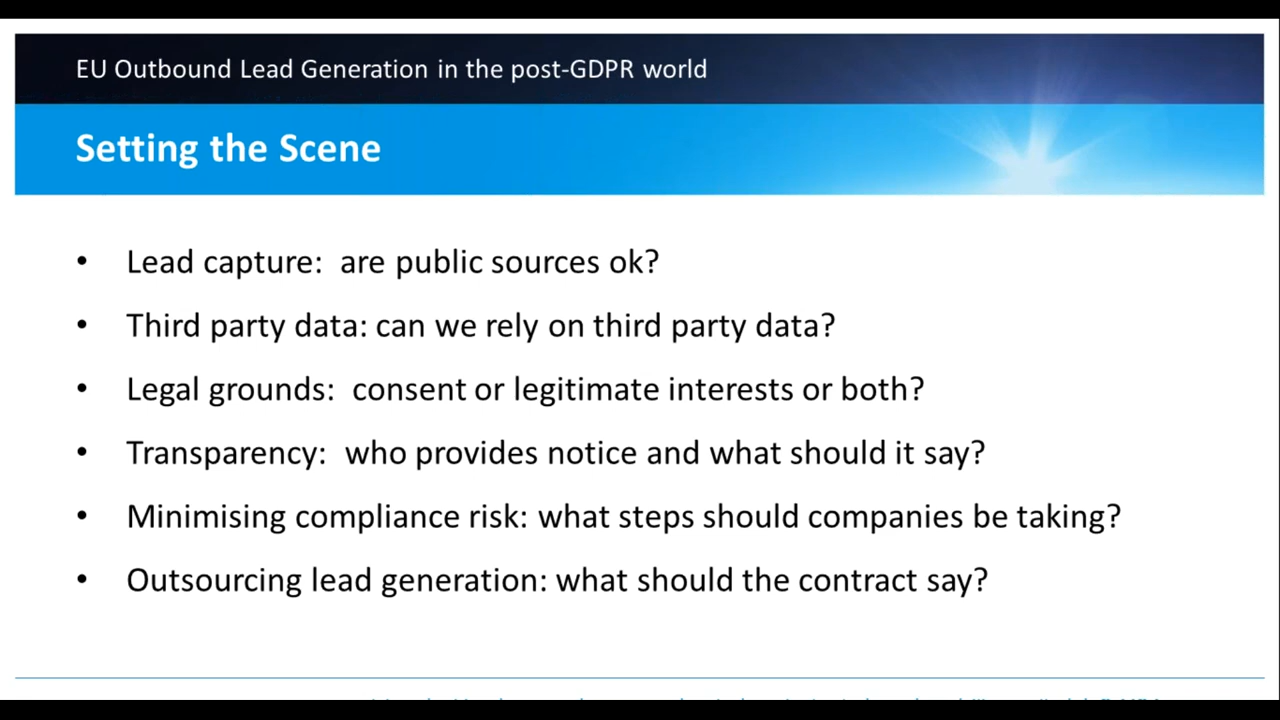 EU Outbound Lead Generation in the post-GDPR world
Setting the Scene
• Lead capture:  are public sources ok?
• Third party data: can we rely on third party data?
• Legal grounds:  consent or legitimate interests or both?
• Transparency:  who provides notice and what should it say?
• Minimising compliance risk: what steps should companies be taking?
• Outsourcing lead generation: what should the contract say?